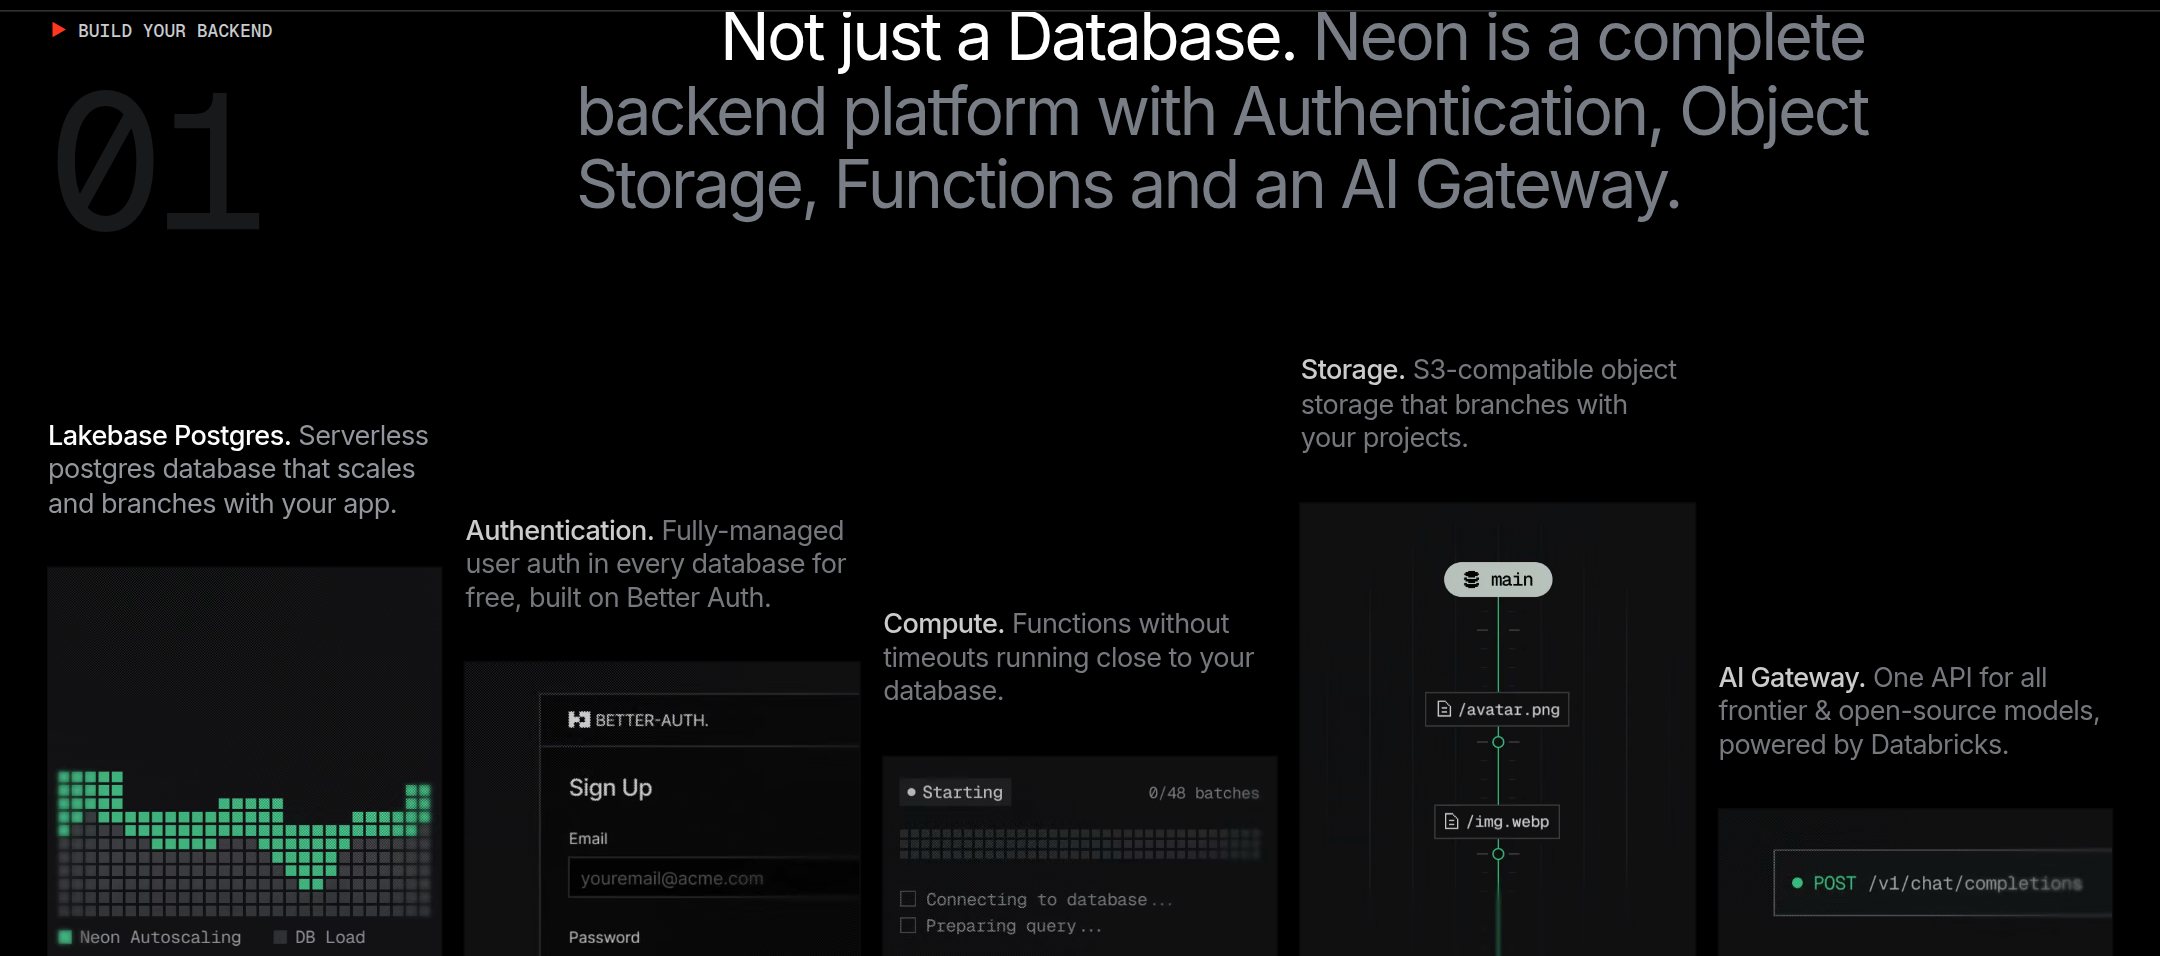 BUILD YOUR BACKEND
01
Not just a Database. Neon is a complete
backend platform with Authentication, Object
Storage, Functions and an AI Gateway.
Lakebase Postgres. Serverless
postgres database that scales
and branches with your app.
Neon Autoscaling
DB Load
Authentication. Fully-managed
user auth in every database for
free, built on Better Auth.
BETTER-AUTH.
Sign Up
Email
youremail@acme.com
Password
Compute. Functions without
timeouts running close to your
database.
Starting
0/48 batches
Connecting to database...
Preparing query...
Storage. S3-compatible object
storage that branches with
your projects.
main
/avatar.png
/img.webp
AI Gateway. One API for all
frontier & open-source models,
powered by Databricks.
POST /v1/chat/completions